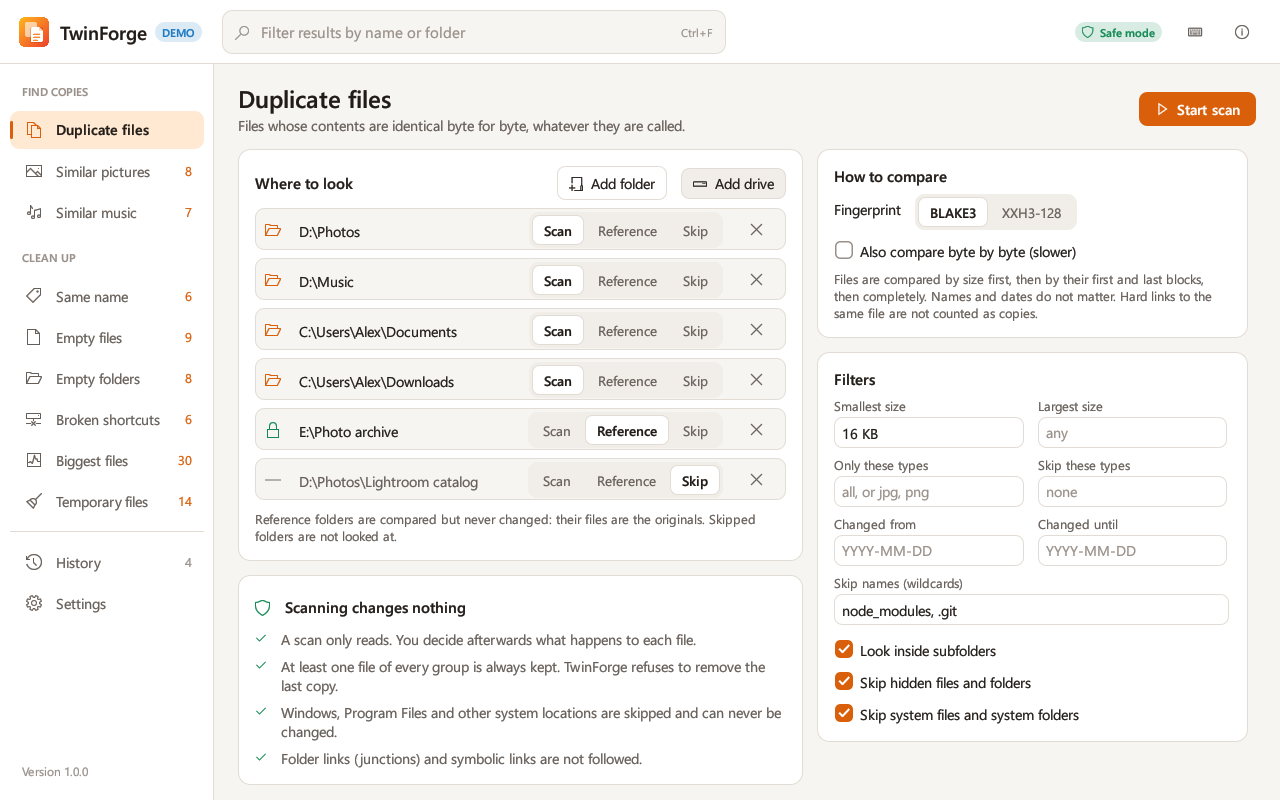 TwinForge DEMO
Filter results by name or folder Ctrl+F
Safe mode
FIND COPIES
Duplicate files
Similar pictures 8
Similar music 7
CLEAN UP
Same name 6
Empty files 9
Empty folders 8
Broken shortcuts 6
Biggest files 30
Temporary files 14
History 4
Settings
Version 1.0.0
Duplicate files
Files whose contents are identical byte for byte, whatever they are called.
Start scan
Where to look
Add folder
Add drive
D:\Photos Scan Reference Skip
D:\Music Scan Reference Skip
C:\Users\Alex\Documents Scan Reference Skip
C:\Users\Alex\Downloads Scan Reference Skip
E:\Photo archive Scan Reference Skip
D:\Photos\Lightroom catalog Scan Reference Skip
Reference folders are compared but never changed: their files are the originals. Skipped
folders are not looked at.
Scanning changes nothing
A scan only reads. You decide afterwards what happens to each file.
At least one file of every group is always kept. TwinForge refuses to remove the
last copy.
Windows, Program Files and other system locations are skipped and can never be
changed.
Folder links (junctions) and symbolic links are not followed.
How to compare
Fingerprint BLAKE3 XXH3-128
Also compare byte by byte (slower)
Files are compared by size first, then by their first and last blocks,
then completely. Names and dates do not matter. Hard links to the
same file are not counted as copies.
Filters
Smallest size Largest size
16 KB any
Only these types Skip these types
all, or jpg, png none
Changed from Changed until
YYYY-MM-DD YYYY-MM-DD
Skip names (wildcards)
node_modules, .git
Look inside subfolders
Skip hidden files and folders
Skip system files and system folders